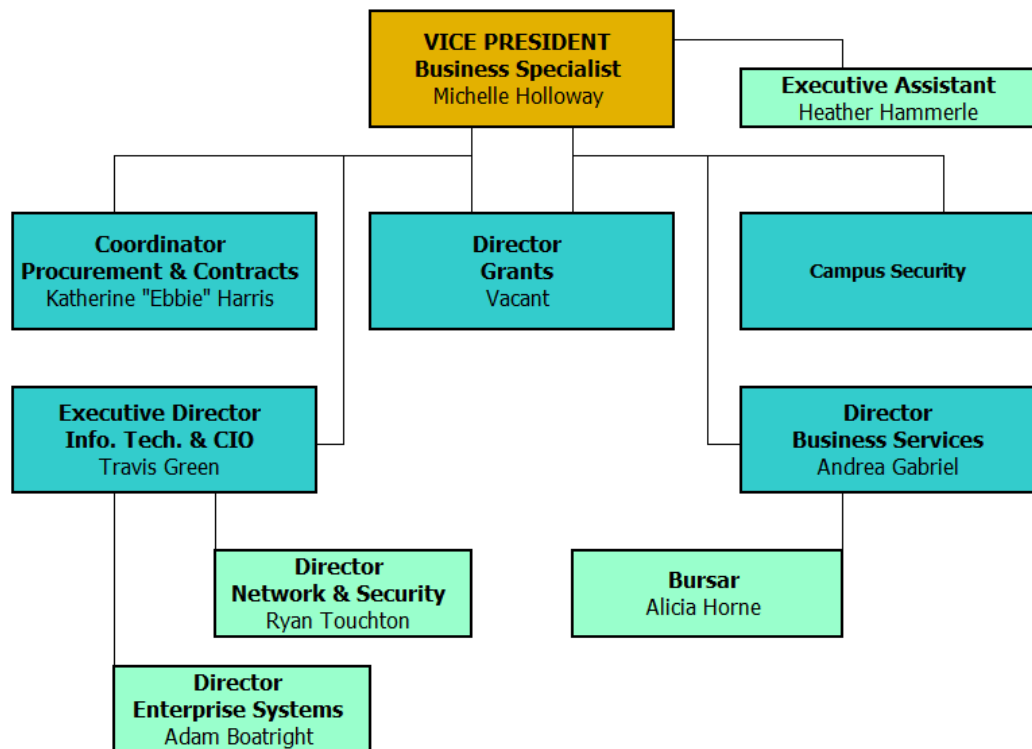 VICE PRESIDENT
Business Specialist
Michelle Holloway
Executive Assistant
Heather Hammerle
Coordinator
Procurement & Contracts
Katherine "Ebbie" Harris
Director
Grants
Vacant
Campus Security
Executive Director
Info. Tech. & CIO
Travis Green
Director
Business Services
Andrea Gabriel
Director
Network & Security
Ryan Touchton
Bursar
Alicia Horne
Director
Enterprise Systems
Adam Boatright